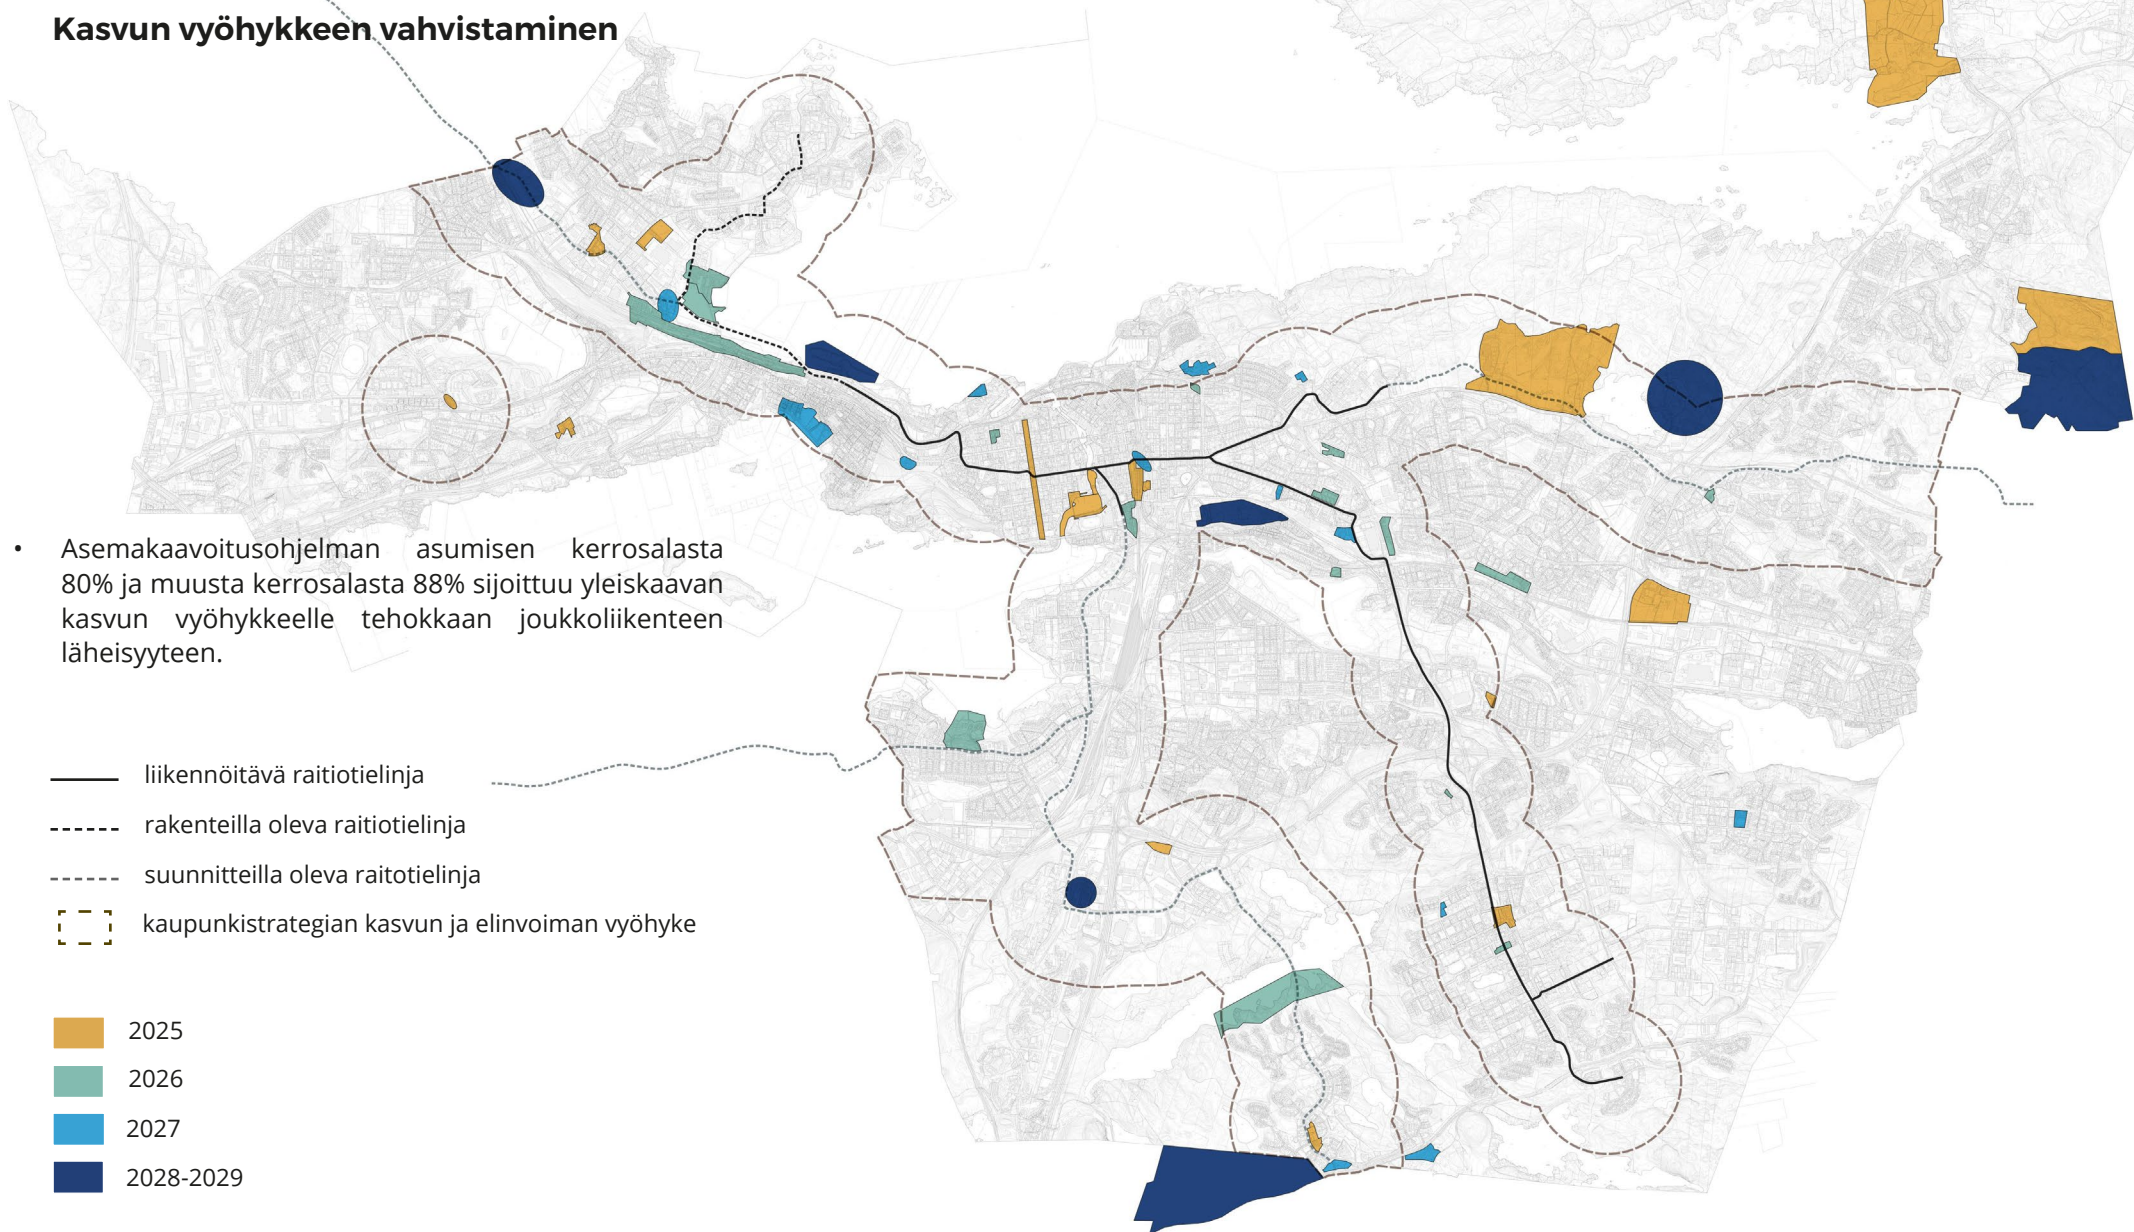 Kasvun vyöhykkeen vahvistaminen
• Asemakaavoitusohjelman asumisen kerrosalasta
80% ja muusta kerrosalasta 88% sijoittuu yleiskaavan
kasvun vyöhykkeelle tehokkaan joukkoliikenteen
läheisyyteen.
liikennöitävä raitiotielinja
rakenteilla oleva raitiotielinja
suunnitteilla oleva raitotielinja
kaupunkistrategian kasvun ja elinvoiman vyöhyke
2025
2026
2027
2028-2029